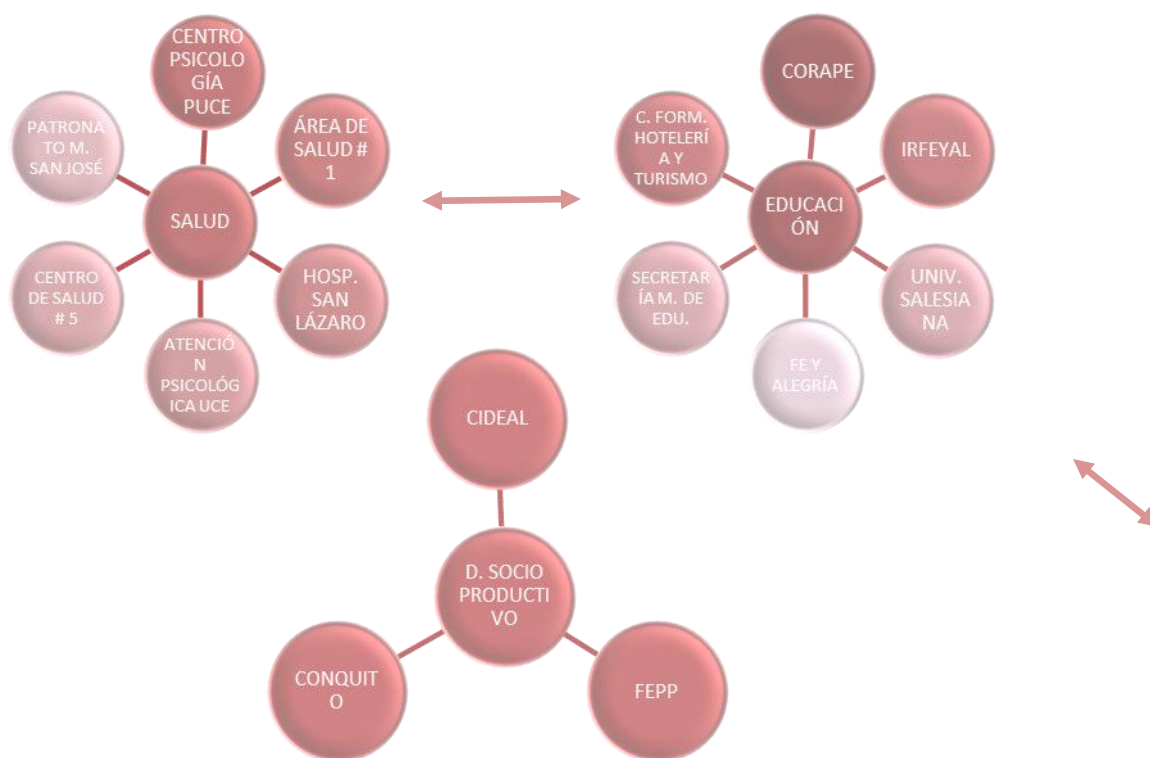 CENTRO
PSICOLO
GÍA
PUCE
PATRONA
TO M.
SAN JOSÉ
ÁREA DE
SALUD #
1
SALUD
CENTRO
DE SALUD
# 5
HOSP.
SAN
LÁZARO
ATENCIÓ
N
PSICOLÓG
ICA UCE
CORAPE
C. FORM.
HOTELERÍ
A Y
TURISMO
IRFEYAL
EDUCACI
ÓN
SECRETAR
ÍA M. DE
EDU.
UNIV.
SALESIA
NA
FE Y
ALEGRÍA
CIDEAL
D. SOCIO
PRODUCTI
VO
CONQUIT
O
FEPP